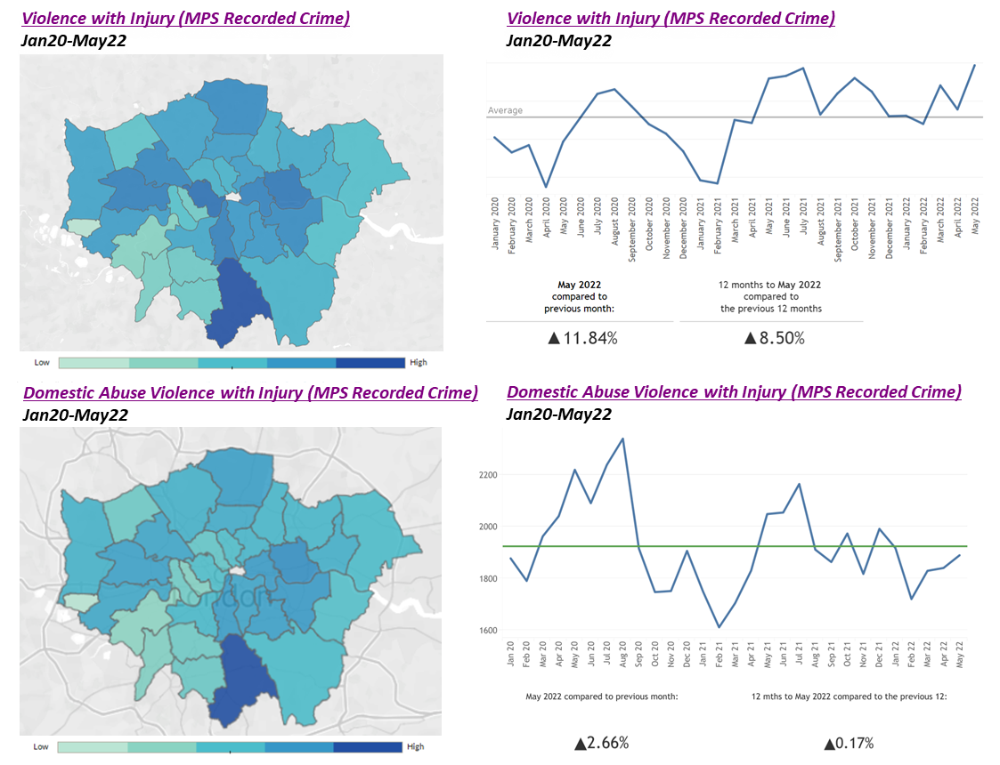 Violence with Injury (MPS Recorded Crime)
Jan20-May22
Low
High
Violence with Injury (MPS Recorded Crime)
Jan20-May22
Average
January 2020
February 2020
March 2020
April 2020
May 2020
June 2020
July 2020
August 2020
September 2020
October 2020
November 2020
December 2020
January 2021
February 2021
March 2021
April 2021
May 2021
June 2021
July 2021
August 2021
September 2021
October 2021
November 2021
December 2021
January 2022
February 2022
March 2022
April 2022
May 2022
May 2022
compared to
previous month:
▲11.84%
12 months to May 2022
compared to
the previous 12 months
▲8.50%
Domestic Abuse Violence with Injury (MPS Recorded Crime)
Jan20-May22
London
Low
High
Domestic Abuse Violence with Injury (MPS Recorded Crime)
Jan20-May22
2200
2000
1800
1600
Jan 20
Feb 20
Mar 20
Apr 20
May 20
Jun 20
Jul 20
Aug 20
Sep 20
Oct 20
Nov 20
Dec 20
Jan 21
Feb 21
Mar 21
Apr 21
May 21
Jun 21
Jul 21
Aug 21
Sep 21
Oct 21
Nov 21
Dec 21
Jan 22
Feb 22
Mar 22
Apr 22
May 22
May 2022 compared to previous month:
▲2.66%
12 mths to May 2022 compared to the previous 12:
▲0.17%